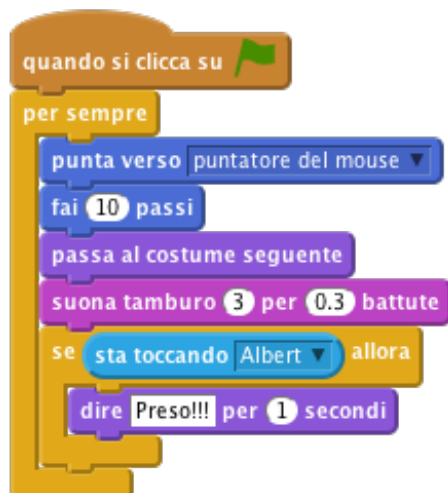 quando si clicca su
per sempre
punta verso puntatore del mouse
fai 10 passi
passa al costume seguente
suona tamburo 3 per 0.3 battute
se sta toccando Albert allora
dire Preso!!! per 1 secondi